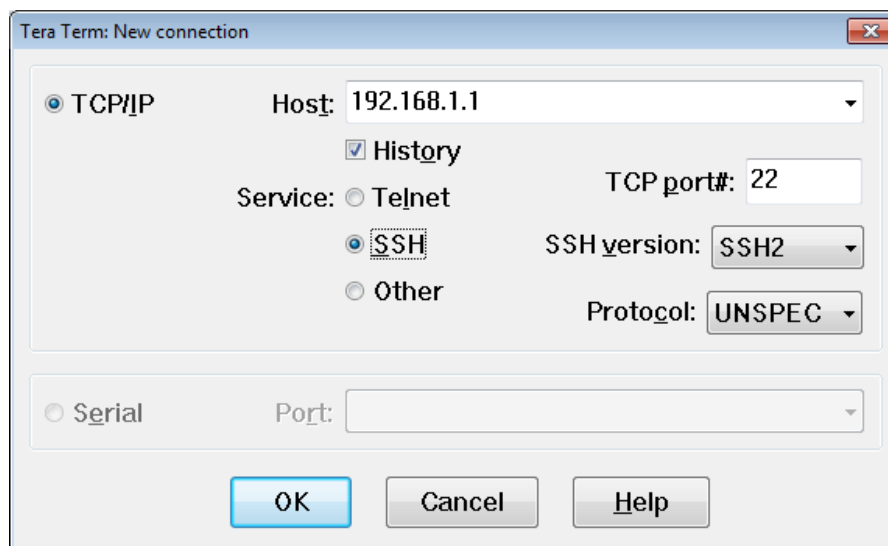 Tera Term: New connection
TCP/IP Host: 192.168.1.1
History
Service: Telnet TCP port#: 22
SSH SSH version: SSH2
Other Protocol: UNSPEC
Serial Port:
OK Cancel Help